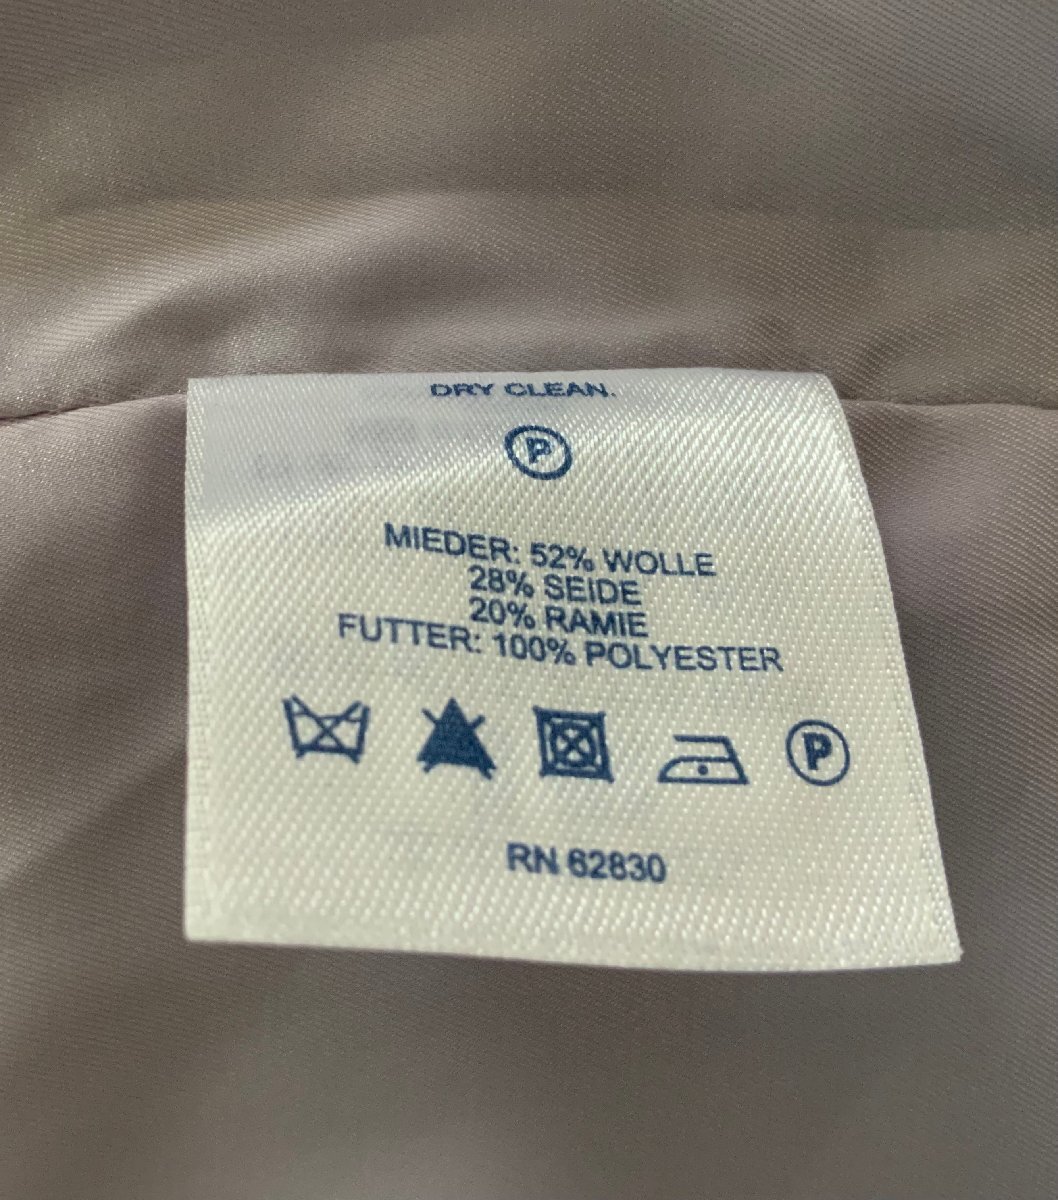 DRY CLEAN.
P
MIEDER: 52% WOLLE
28% SEIDE
20% RAMIE
FUTTER: 100% POLYESTER
P
RN 62830